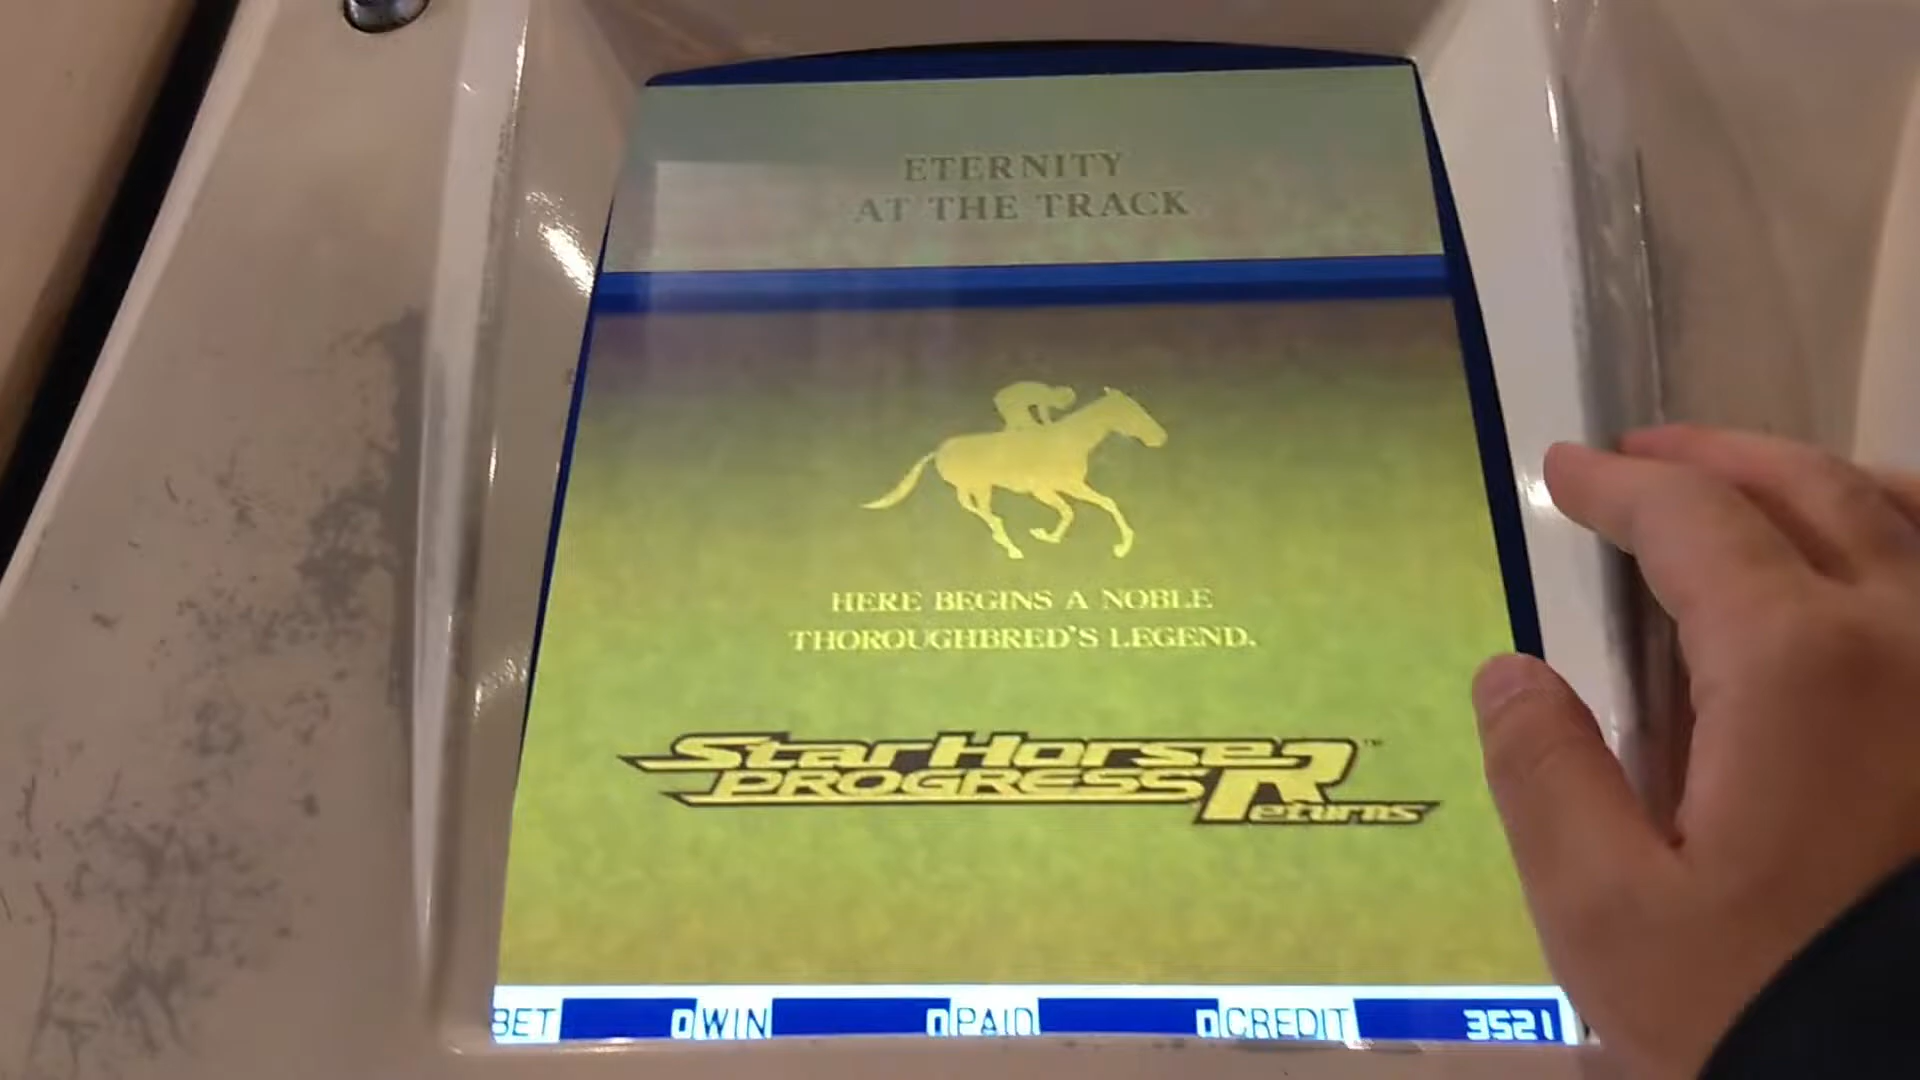 ETERNITY
AT THE TRACK
HERE BEGINS A NOBLE
THOROUGHBRED'S LEGEND.
StarHorse
PROGRESS Returns™
BET 0 WIN 0 PAID 0 CREDIT 3521